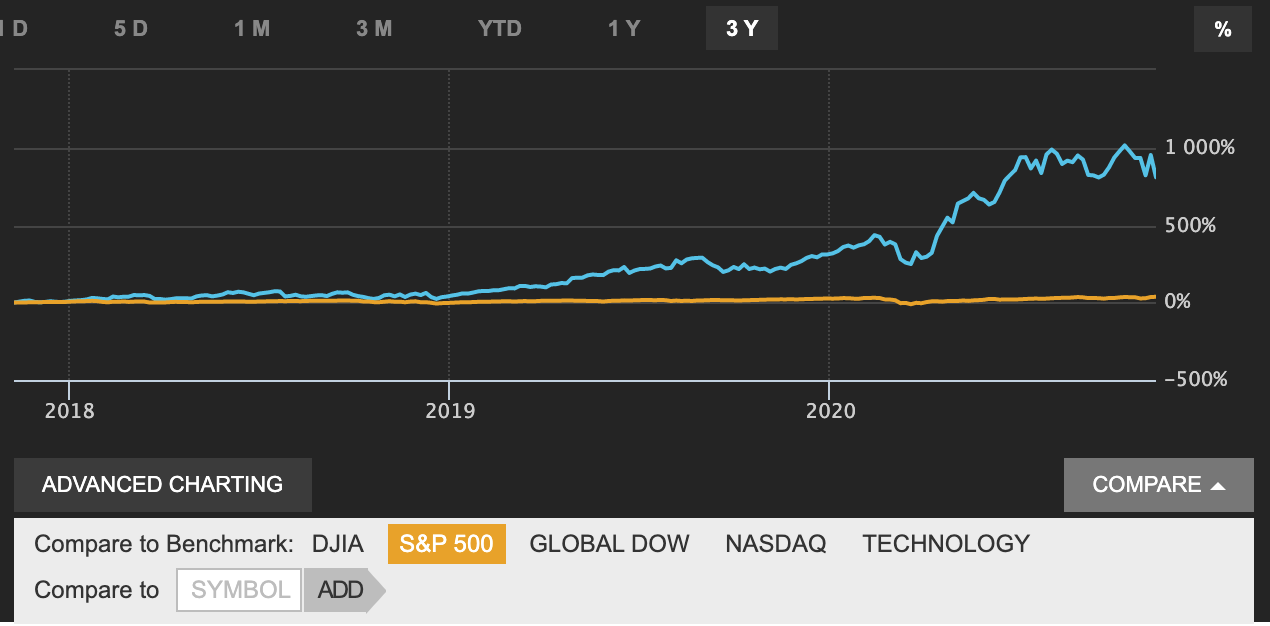 D 5 D 1 M 3 M YTD 1 Y 3 Y %
1 000%
500%
0%
−500%
2018 2019 2020
ADVANCED CHARTING COMPARE
Compare to Benchmark: DJIA S&P 500 GLOBAL DOW NASDAQ TECHNOLOGY
Compare to SYMBOL ADD